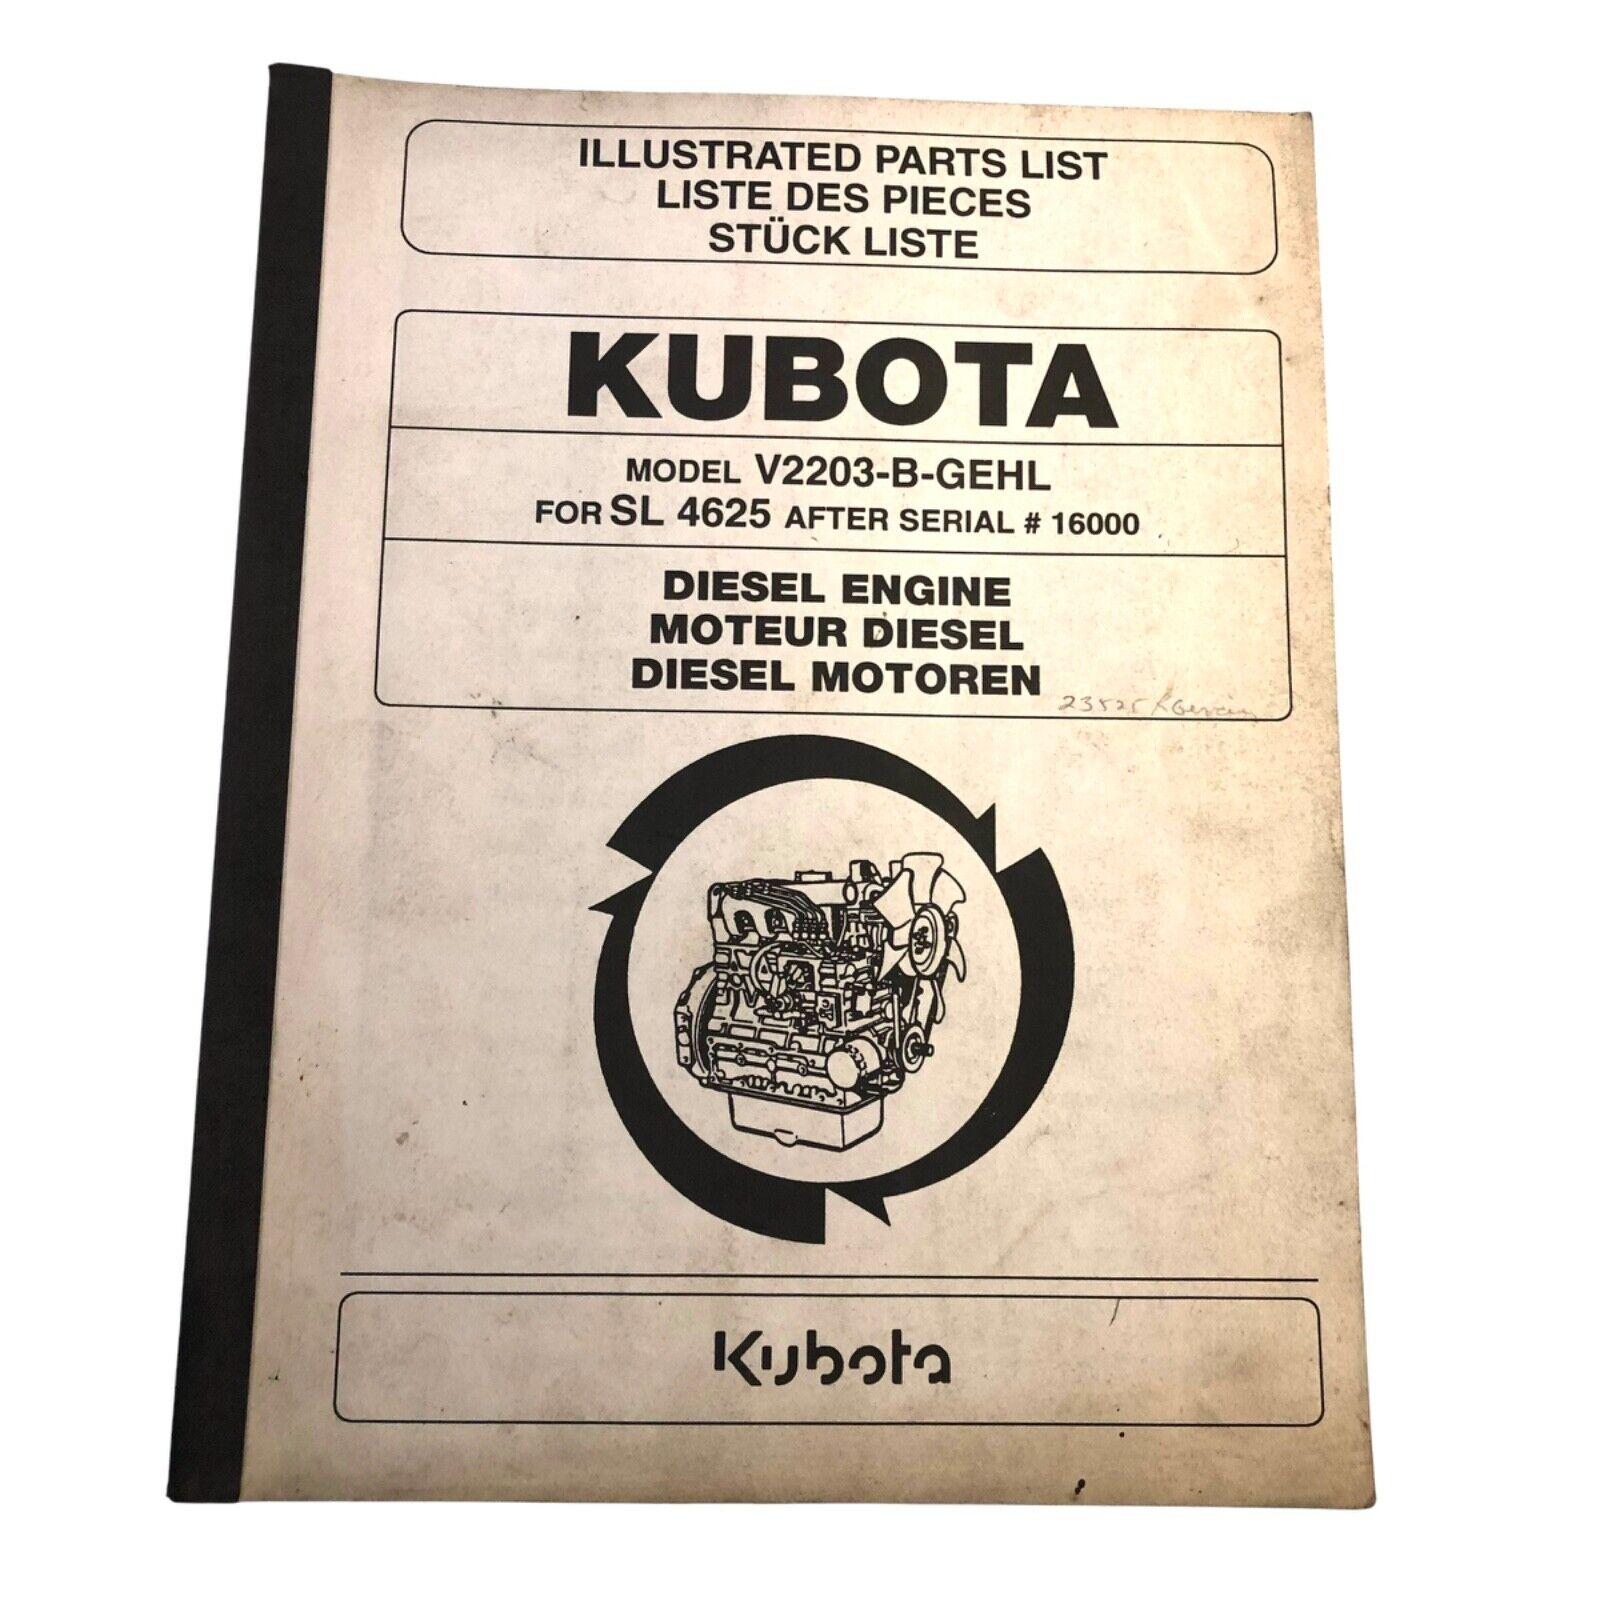 ILLUSTRATED PARTS LIST
LISTE DES PIECES
STÜCK LISTE
KUBOTA
MODEL V2203-B-GEHL
FOR SL 4625 AFTER SERIAL # 16000
DIESEL ENGINE
MOTEUR DIESEL
DIESEL MOTOREN
Kubota